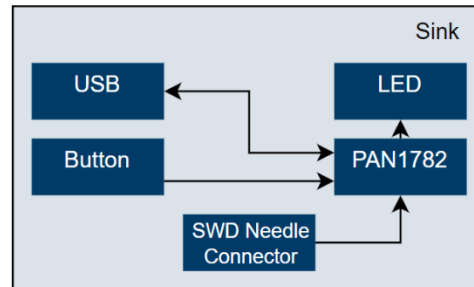 Sink
USB
LED
Button
PAN1782
SWD Needle
Connector